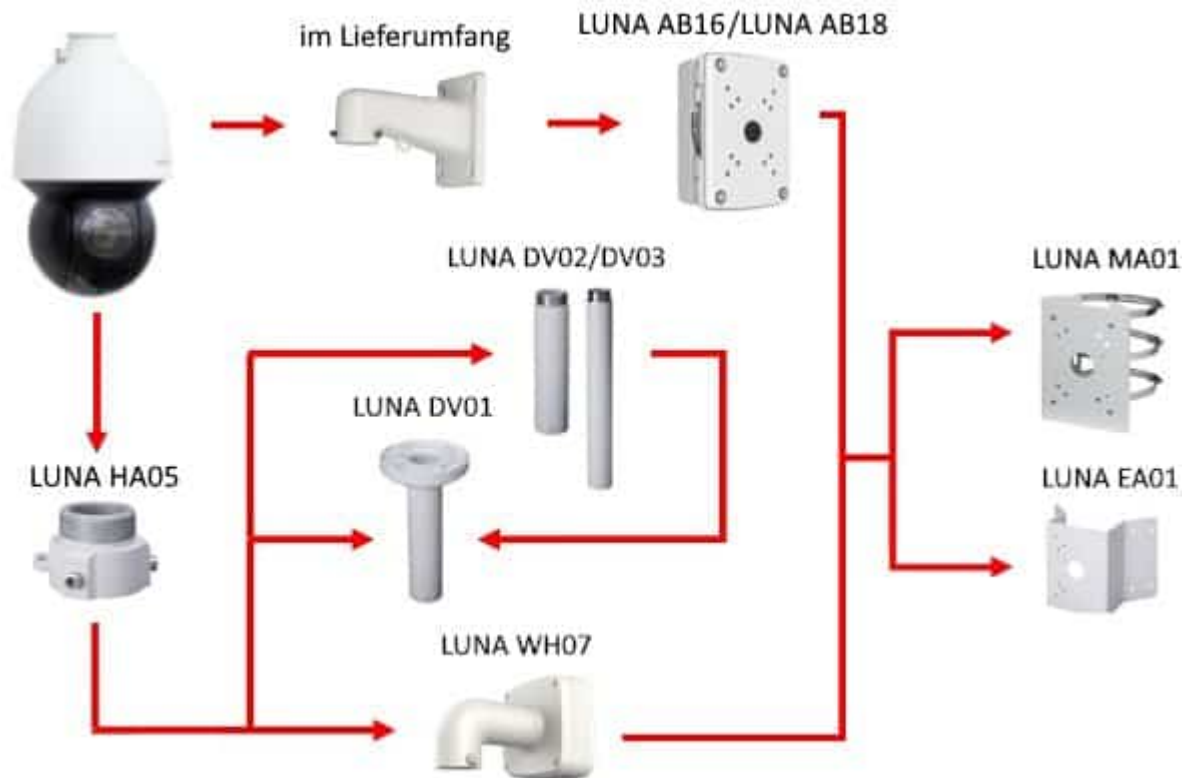 im Lieferumfang
LUNA AB16/LUNA AB18
LUNA DV02/DV03
LUNA MA01
LUNA DV01
LUNA HA05
LUNA EA01
LUNA WH07